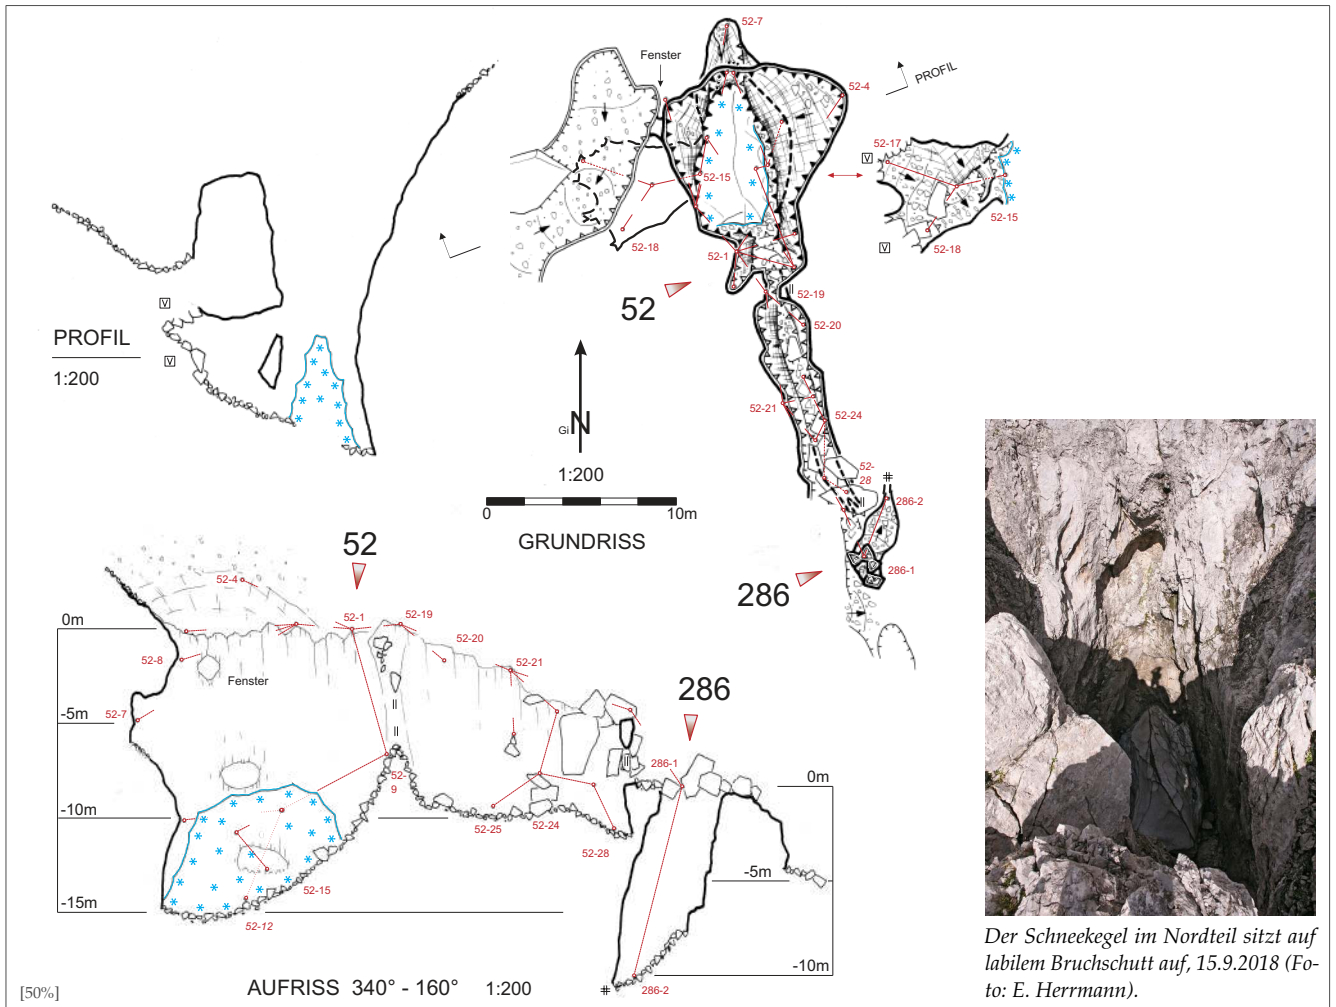 52-7
Fenster
52-4
PROFIL
52-17
V
52-15
52-15
52-18
V
52-18
52-1
52
52-19
52-20
PROFIL
1:200
V
V
52-21
52-24
GiN
1:200
52-
28
#
286-2
0 10m
GRUNDRISS
286-1
286
52
52-4
0m
52-1
52-19
52-20
52-8
Fenster
52-21
-5m
52-7
286
286-1
0m
52-
9
-10m
52-25
52-24
52-28
-5m
52-15
-15m
52-12
-10m
AUFRISS 340° - 160° 1:200
#
286-2
[50%]
Der Schneekegel im Nordteil sitzt auf
labilem Bruchschutt auf, 15.9.2018 (Fo-
to: E. Herrmann).